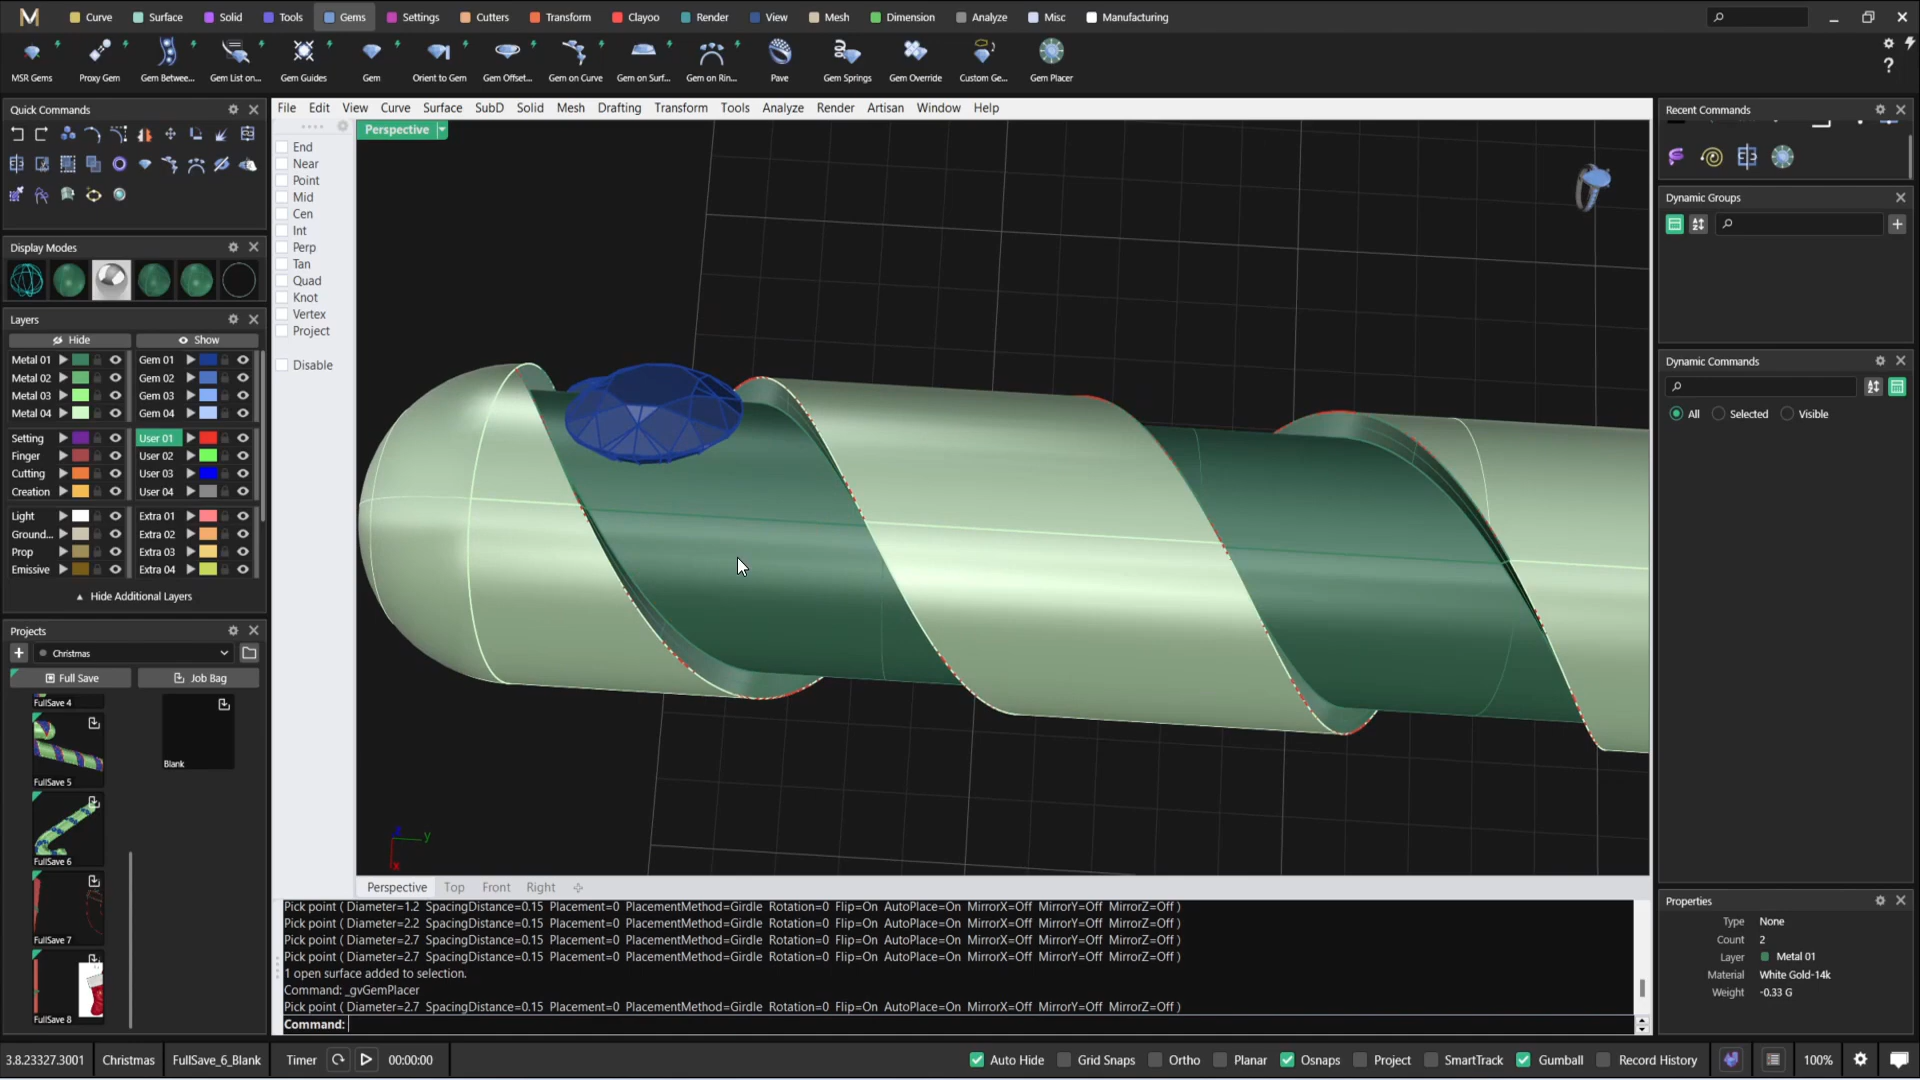 Curve Surface Solid Tools Gems Settings Cutters Transform Clayoo Render View Mesh Dimension Analyze Misc Manufacturing
MSR Gems Proxy Gem Gem Betwee... Gem List on... Gem Guides Gem Orient to Gem Gem Offset... Gem on Curve Gem on Surf... Gem on Rin... Pave Gem Springs Gem Override Custom Ge... Gem Placer
Quick Commands
File Edit View Curve Surface SubD Solid Mesh Drafting Transform Tools Analyze Render Artisan Window Help
Recent Commands
Perspective
End
Near
Point
Mid
Cen
Int
Perp
Tan
Quad
Knot
Vertex
Project
Disable
Dynamic Groups
Display Modes
Layers
Hide Show
Metal 01 Gem 01
Metal 02 Gem 02
Metal 03 Gem 03
Metal 04 Gem 04
Setting User 01
Finger User 02
Cutting User 03
Creation User 04
Light Extra 01
Ground... Extra 02
Prop Extra 03
Emissive Extra 04
Hide Additional Layers
Dynamic Commands
All Selected Visible
Projects
Christmas
Full Save Job Bag
FullSave 4
Blank
FullSave 5
FullSave 6
FullSave 7
FullSave 8
z y x
Perspective Top Front Right
Pick point ( Diameter=1.2 SpacingDistance=0.15 Placement=0 PlacementMethod=Girdle Rotation=0 Flip=On AutoPlace=On MirrorX=Off MirrorY=Off MirrorZ=Off )
Pick point ( Diameter=2.2 SpacingDistance=0.15 Placement=0 PlacementMethod=Girdle Rotation=0 Flip=On AutoPlace=On MirrorX=Off MirrorY=Off MirrorZ=Off )
Pick point ( Diameter=2.7 SpacingDistance=0.15 Placement=0 PlacementMethod=Girdle Rotation=0 Flip=On AutoPlace=On MirrorX=Off MirrorY=Off MirrorZ=Off )
Pick point ( Diameter=2.7 SpacingDistance=0.15 Placement=0 PlacementMethod=Girdle Rotation=0 Flip=On AutoPlace=On MirrorX=Off MirrorY=Off MirrorZ=Off )
1 open surface added to selection.
Command: _gvGemPlacer
Pick point ( Diameter=2.7 SpacingDistance=0.15 Placement=0 PlacementMethod=Girdle Rotation=0 Flip=On AutoPlace=On MirrorX=Off MirrorY=Off MirrorZ=Off )
Command:
Properties
Type None
Count 2
Layer Metal 01
Material White Gold-14k
Weight -0.33 G
3.8.23327.3001 Christmas FullSave_6_Blank Timer 00:00:00 Auto Hide Grid Snaps Ortho Planar Osnaps Project SmartTrack Gumball Record History 100%